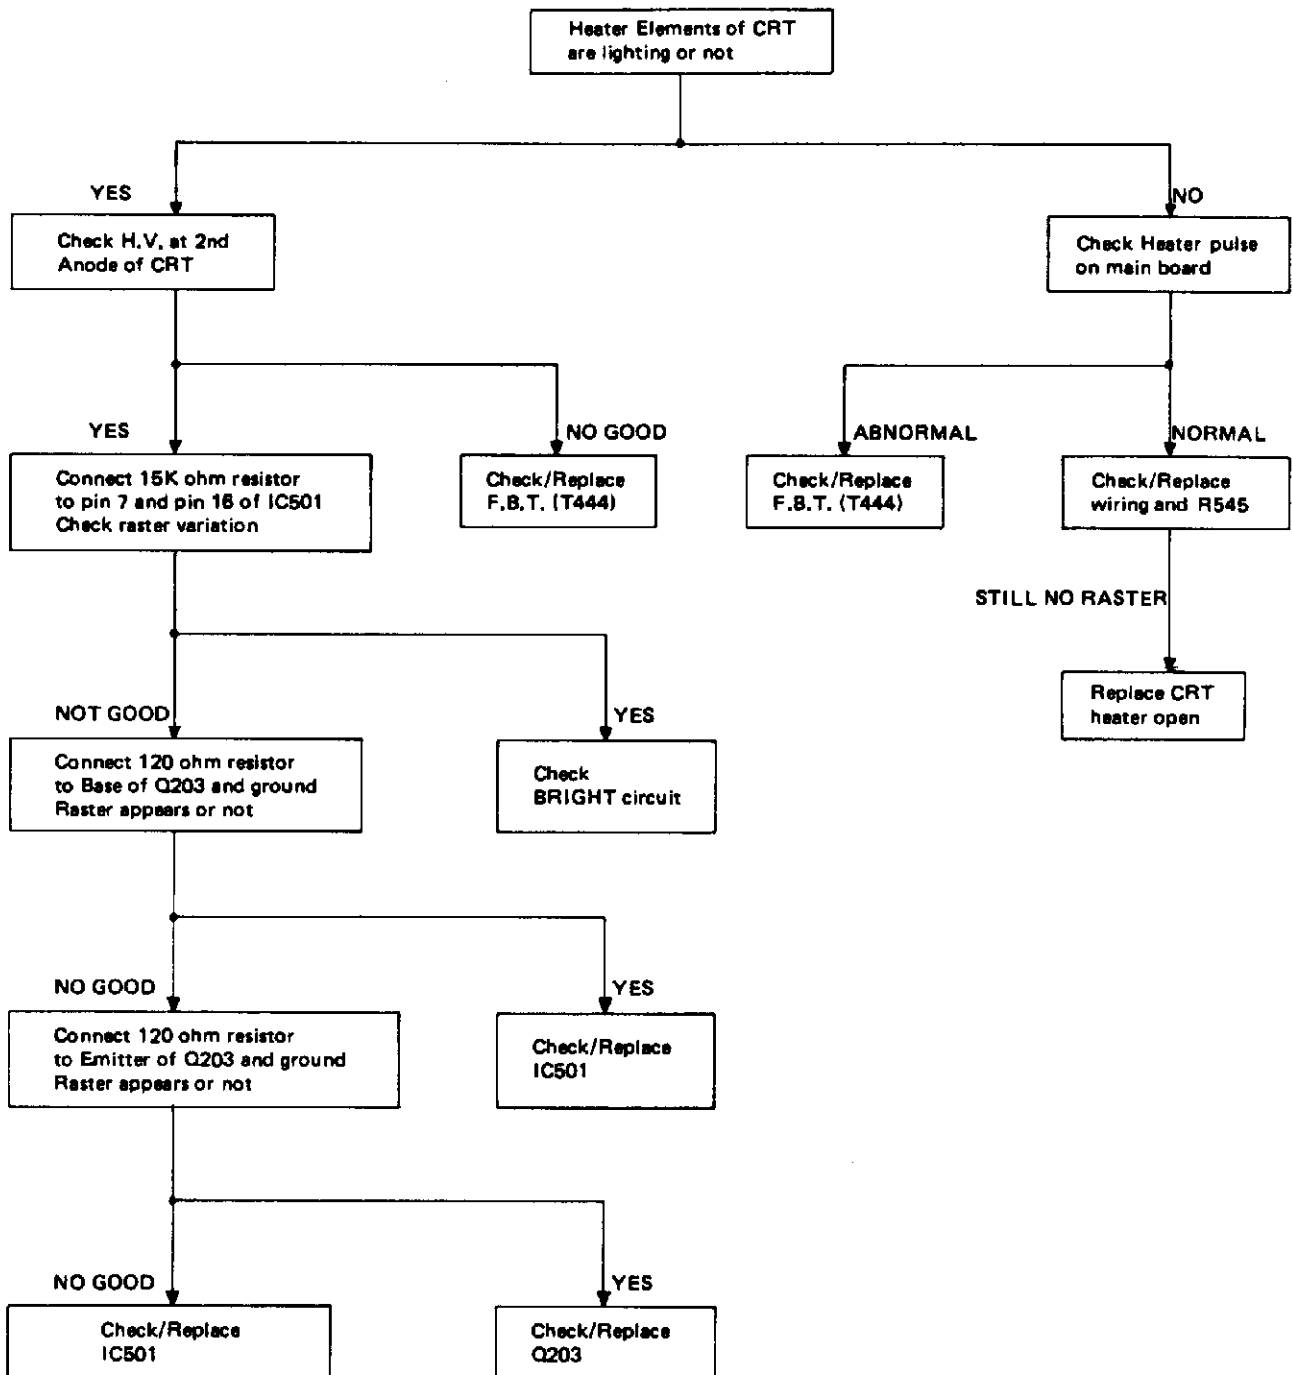 Heater Elements of CRT
are lighting or not
YES
NO
Check H.V. at 2nd
Anode of CRT
Check Heater pulse
on main board
YES
NO GOOD
ABNORMAL
NORMAL
Connect 15K ohm resistor
to pin 7 and pin 16 of IC501
Check raster variation
Check/Replace
F.B.T. (T444)
Check/Replace
F.B.T. (T444)
Check/Replace
wiring and R545
STILL NO RASTER
Replace CRT
heater open
NOT GOOD
YES
Connect 120 ohm resistor
to Base of Q203 and ground
Raster appears or not
Check
BRIGHT circuit
NO GOOD
YES
Connect 120 ohm resistor
to Emitter of Q203 and ground
Raster appears or not
Check/Replace
IC501
NO GOOD
YES
Check/Replace
IC501
Check/Replace
Q203